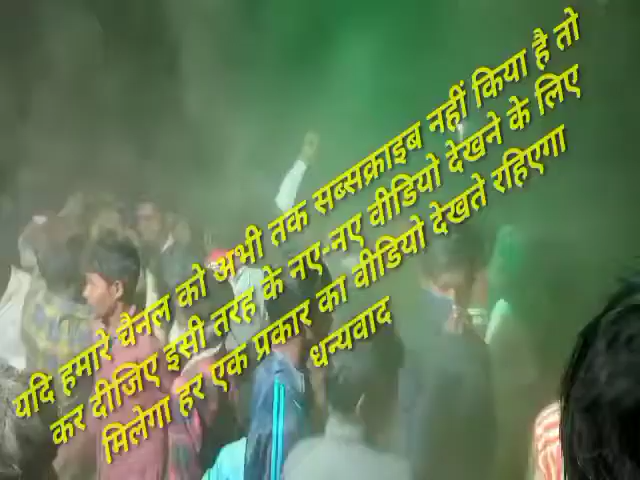 यदि हमारे चैनल को अभी तक सब्सक्राइब नहीं किया है तो
कर दीजिए इसी तरह के नए-नए वीडियो देखने के लिए
मिलेगा हर एक प्रकार का वीडियो देखते रहिएगा
धन्यवाद